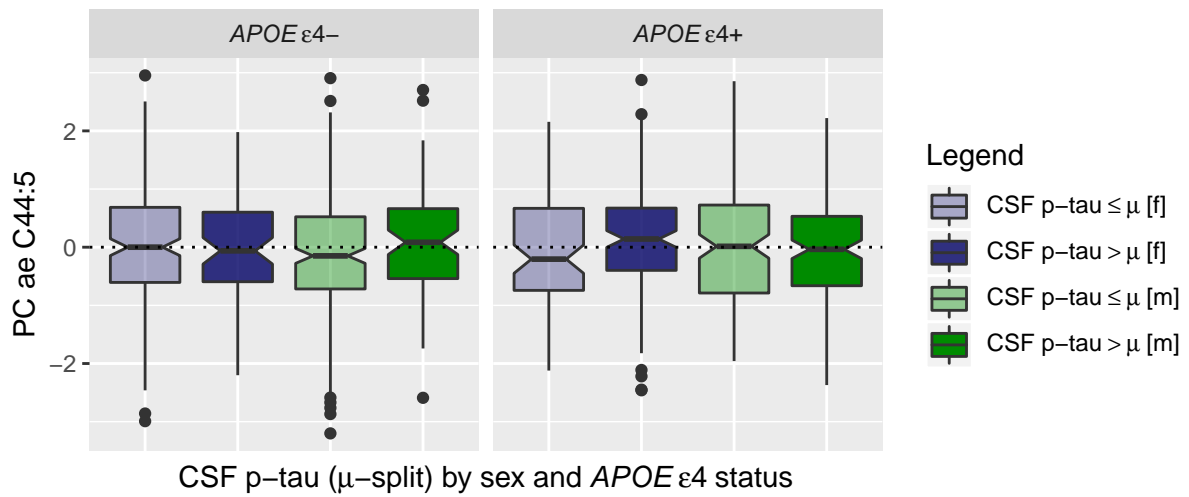 APOE ε4− APOE ε4+
PC ae C44:5
2
0
−2
CSF p−tau (μ−split) by sex and APOE ε4 status
Legend
CSF p−tau ≤ μ [f]
CSF p−tau > μ [f]
CSF p−tau ≤ μ [m]
CSF p−tau > μ [m]